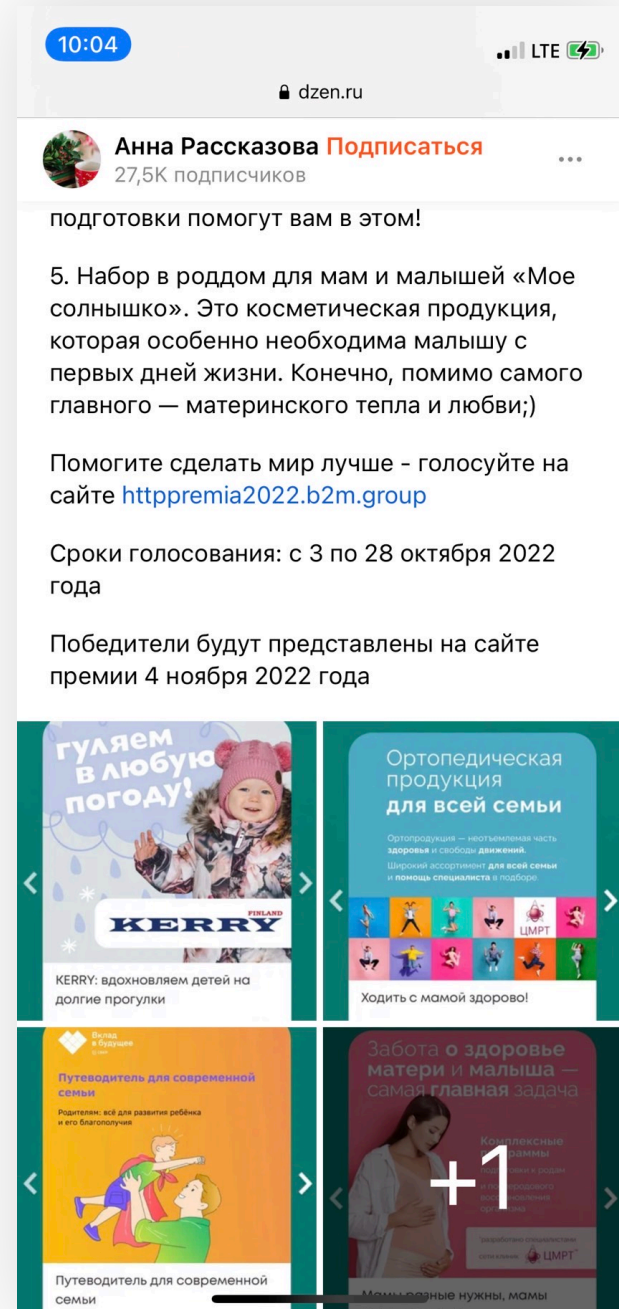 10:04
LTE
dzen.ru
Анна Рассказова Подписаться
27,5К подписчиков
подготовки помогут вам в этом!
5. Набор в роддом для мам и малышей «Мое
солнышко». Это косметическая продукция,
которая особенно необходима малышу с
первых дней жизни. Конечно, помимо самого
главного — материнского тепла и любви;)
Помогите сделать мир лучше - голосуйте на
сайте httppremia2022.b2m.group
Сроки голосования: с 3 по 28 октября 2022
года
Победители будут представлены на сайте
премии 4 ноября 2022 года
гуляем
в любую
погоду!
FINLAND
KERRY
KERRY: вдохновляем детей на
долгие прогулки
Ортопедическая
продукция
для всей семьи
Ортопродукция — неотъемлемая часть
здоровья и свободы движений.
Широкий ассортимент для всей семьи
и помощь специалиста в подборе
ЦМРТ
Ходить с мамой здорово!
Вклад
в будущее
Путеводитель для современной
семьи
Родителям: всё для развития ребёнка
и его благополучия
Путеводитель для современной
семьи
Забота о здоровье
матери и малыша —
самая главная задача
Комплексные
+1
ЦМРТ
Мамы разные нужны, мамы